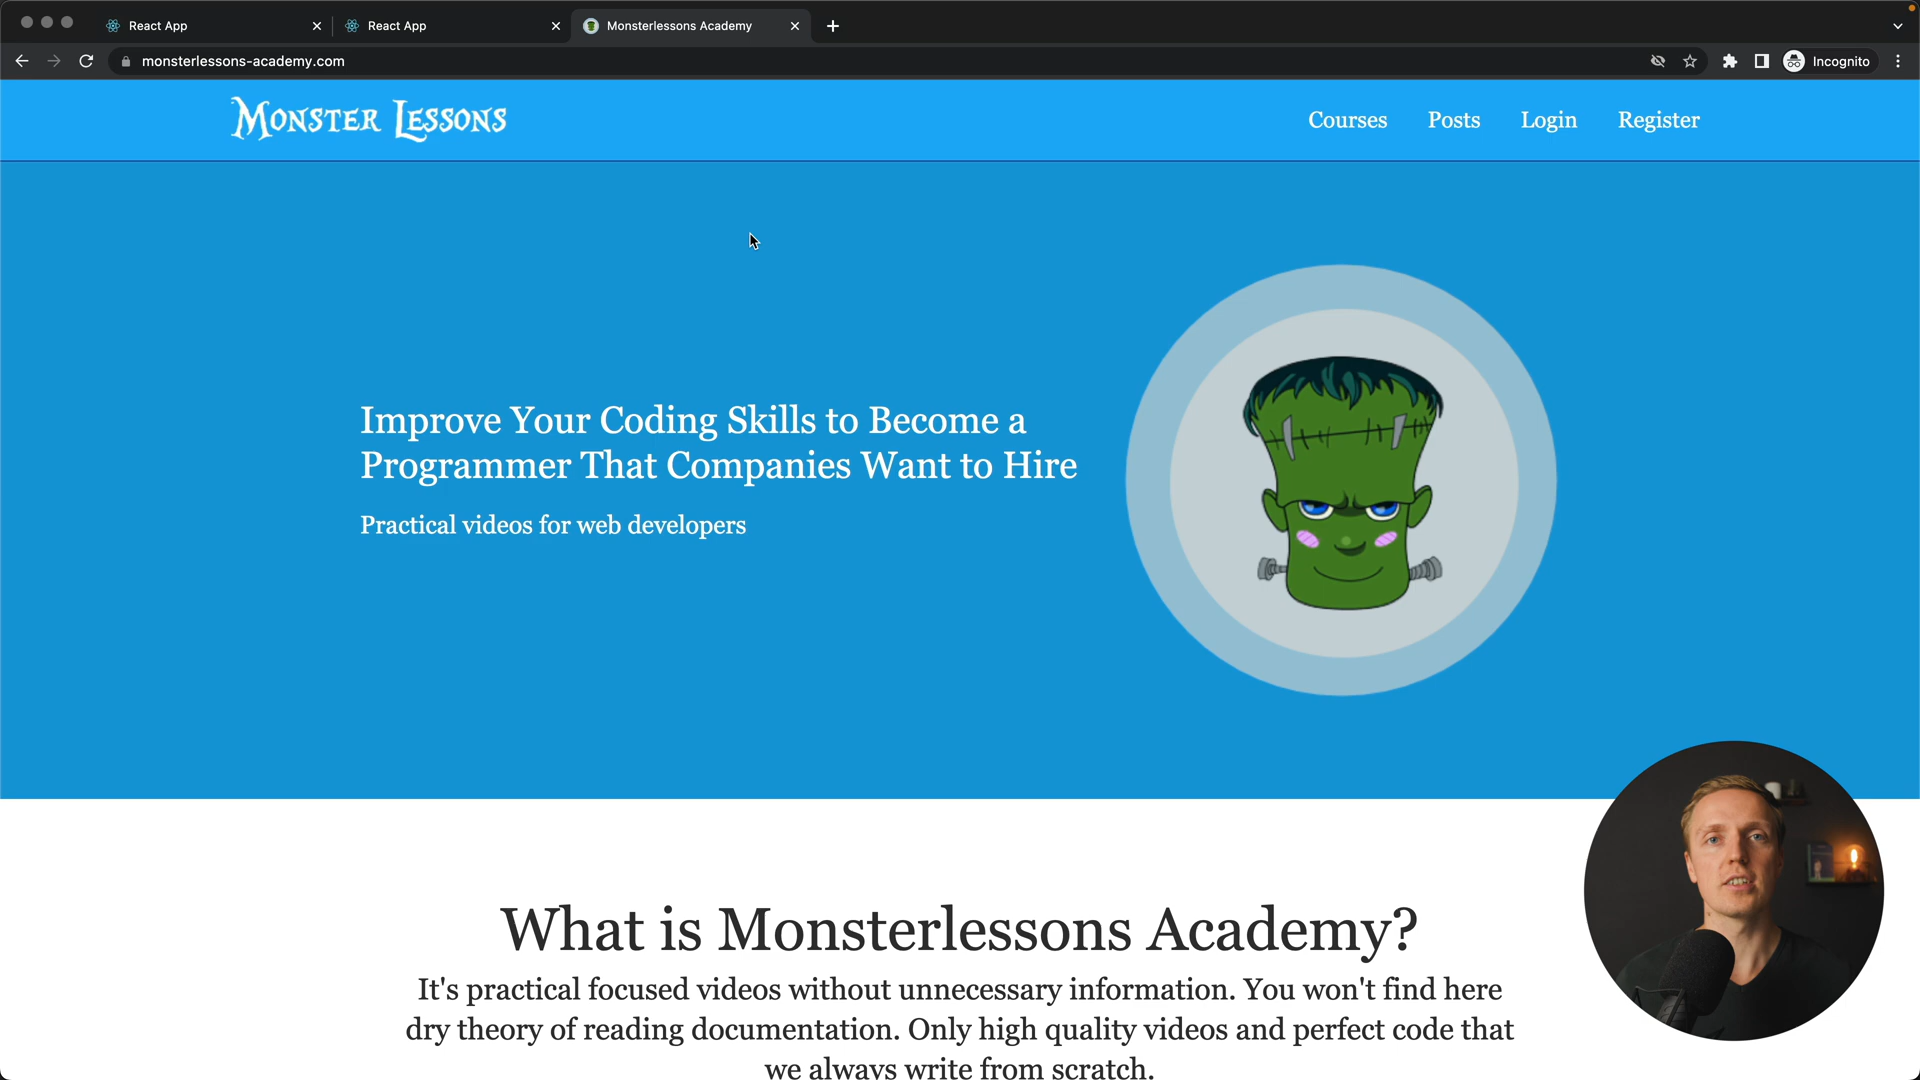 React App
React App
Monsterlessons Academy
monsterlessons-academy.com
Incognito
Monster Lessons
Courses
Posts
Login
Register
Improve Your Coding Skills to Become a
Programmer That Companies Want to Hire
Practical videos for web developers
What is Monsterlessons Academy?
It's practical focused videos without unnecessary information. You won't find here
dry theory of reading documentation. Only high quality videos and perfect code that
we always write from scratch.